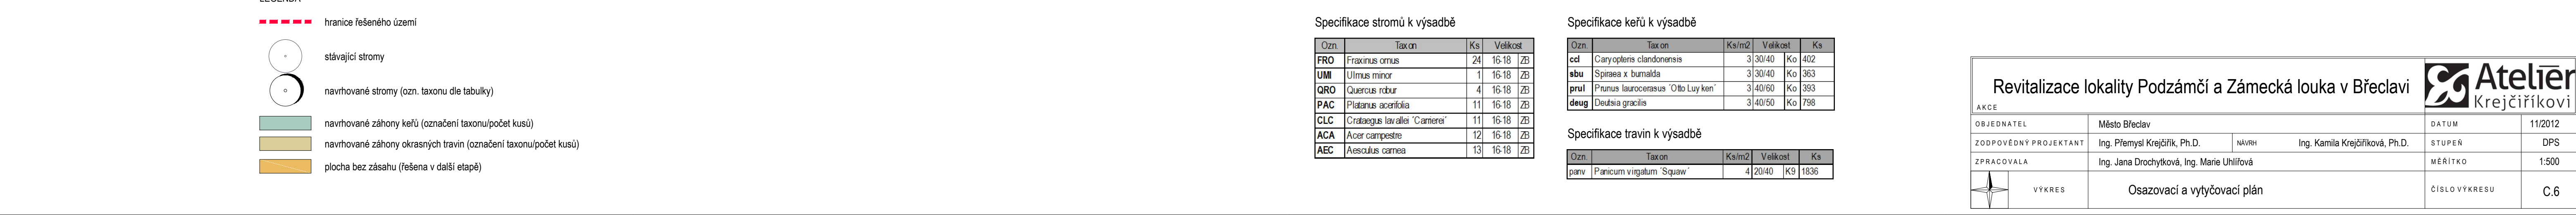 LEGENDA
hranice řešeného území
stávající stromy
navrhované stromy (ozn. taxonu dle tabulky)
navrhované záhony keřů (označení taxonu/počet kusů)
navrhované záhony okrasných travin (označení taxonu/počet kusů)
plocha bez zásahu (řešena v další etapě)
Specifikace stromů k výsadbě
Ozn. Taxon Ks Velikost
FRO Fraxinus ornus 24 16-18 ZB
UMI Ulmus minor 1 16-18 ZB
QRO Quercus robur 4 16-18 ZB
PAC Platanus acerifolia 11 16-18 ZB
CLC Crataegus lavallei ´Carrierei´ 11 16-18 ZB
ACA Acer campestre 12 16-18 ZB
AEC Aesculus carnea 13 16-18 ZB
Specifikace keřů k výsadbě
Ozn. Taxon Ks/m2 Velikost Ks
ccl Caryopteris clandonensis 3 30/40 Ko 402
sbu Spiraea x bumalda 3 30/40 Ko 363
prul Prunus laurocerasus ´Otto Luyken´ 3 40/60 Ko 393
deug Deutsia gracilis 3 40/50 Ko 798
Specifikace travin k výsadbě
Ozn. Taxon Ks/m2 Velikost Ks
panv Panicum virgatum ´Squaw´ 4 20/40 K9 1836
Revitalizace lokality Podzámčí a Zámecká louka v Břeclavi
AKCE
Ateliēr
Krejčiříkovi
OBJEDNATEL Město Břeclav DATUM 11/2012
ZODPOVĚDNÝ PROJEKTANT Ing. Přemysl Krejčiřík, Ph.D. NÁVRH Ing. Kamila Krejčiříková, Ph.D. STUPEŇ DPS
ZPRACOVALA Ing. Jana Drochytková, Ing. Marie Uhlířová MĚŘÍTKO 1:500
VÝKRES Osazovací a vytyčovací plán ČÍSLO VÝKRESU C.6